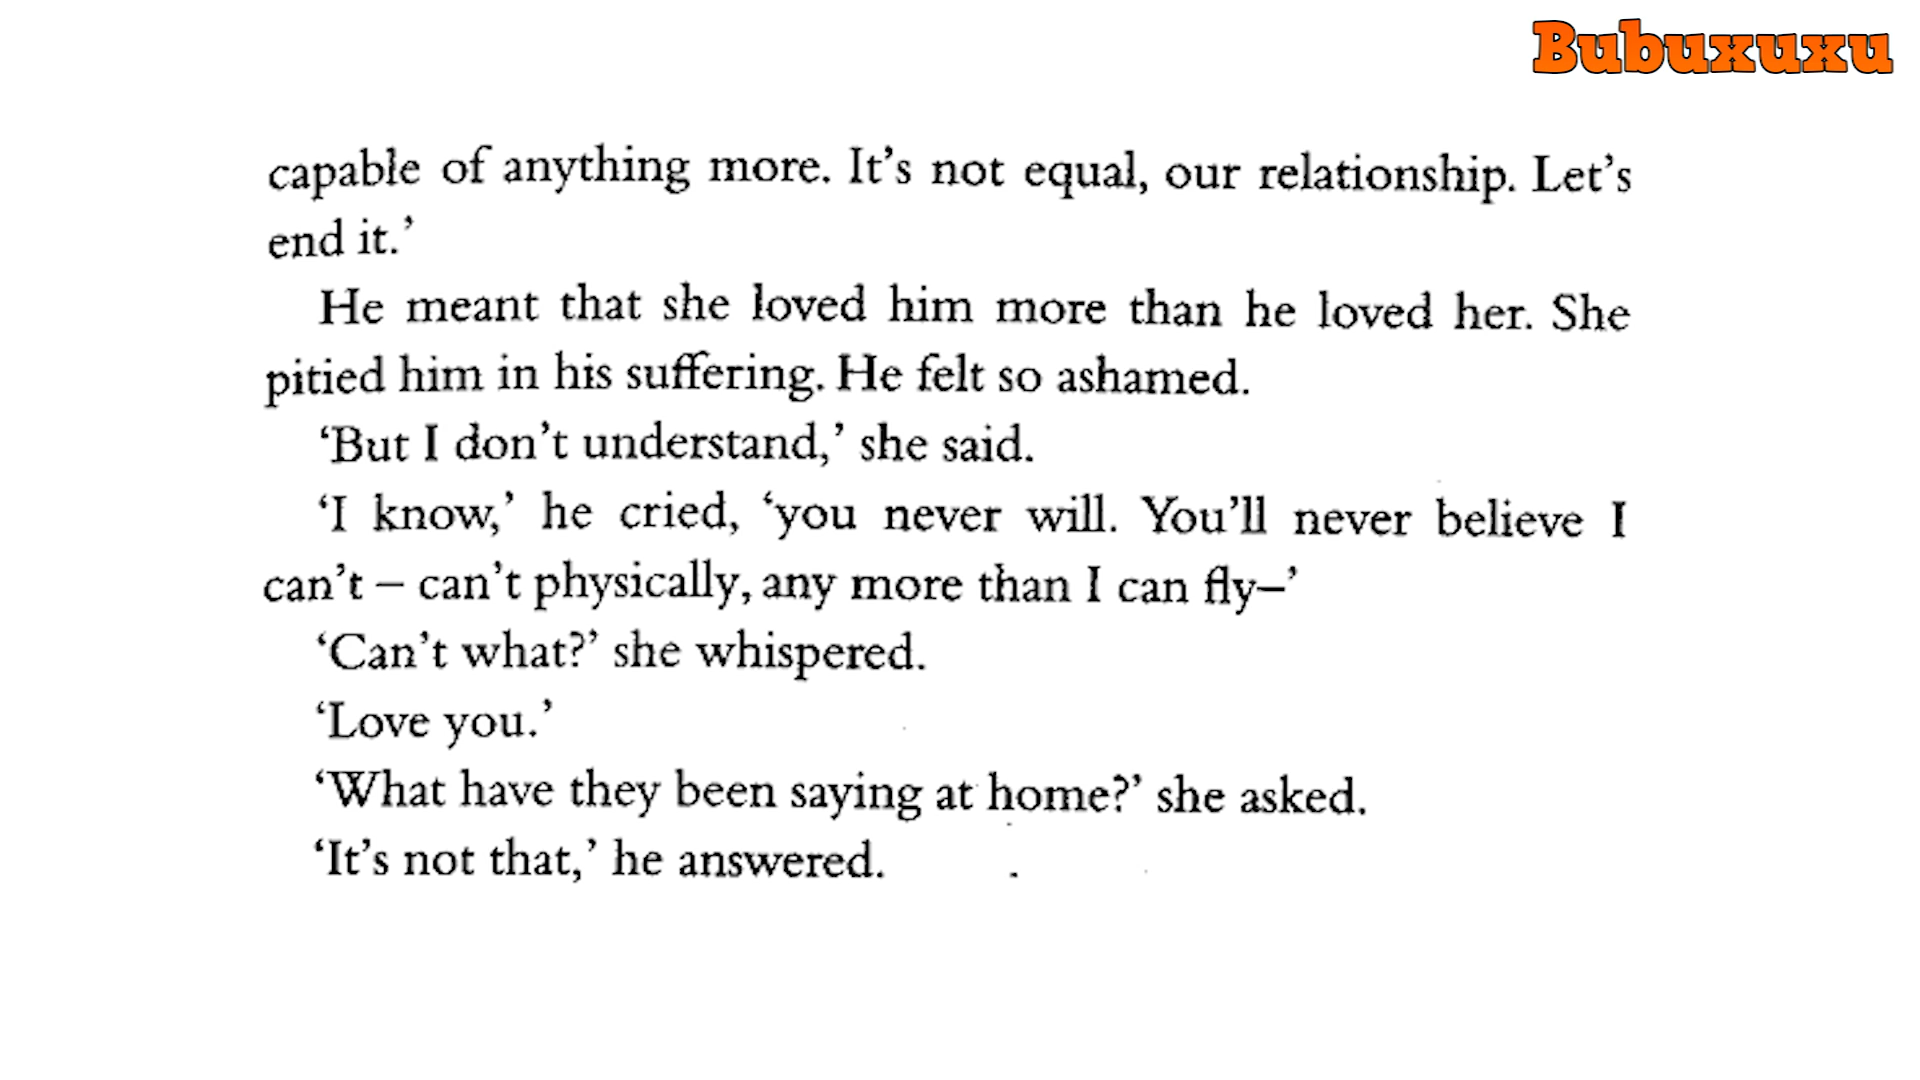 Bubuxuxu
capable of anything more. It's not equal, our relationship. Let's
end it.’
He meant that she loved him more than he loved her. She
pitied him in his suffering. He felt so ashamed.
‘But I don’t understand,’ she said.
‘I know,’ he cried, ‘you never will. You’ll never believe I
can’t – can’t physically, any more than I can fly–’
‘Can’t what?’ she whispered.
‘Love you.’
‘What have they been saying at home?’ she asked.
‘It’s not that,’ he answered.